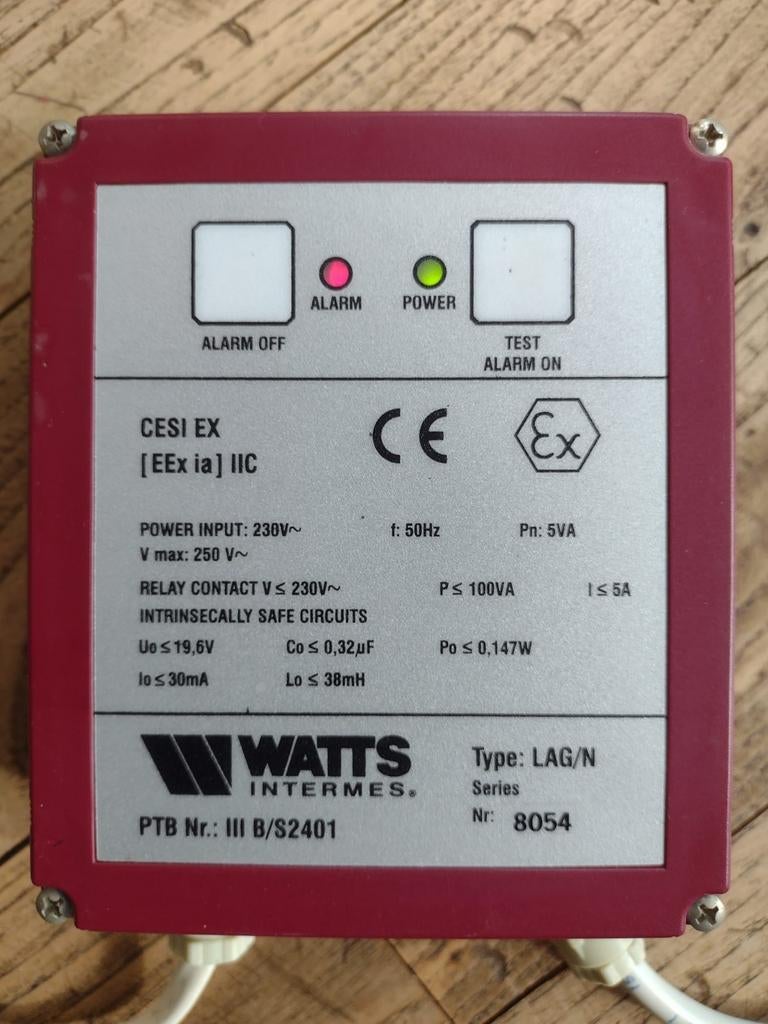 ALARM POWER
ALARM OFF TEST
ALARM ON
CESI EX CE Ex
[EEx ia] IIC
POWER INPUT: 230V~ f: 50Hz Pn: 5VA
V max: 250 V~
RELAY CONTACT V ≤ 230V~ P ≤ 100VA I ≤ 5A
INTRINSECALLY SAFE CIRCUITS
Uo ≤ 19,6V Co ≤ 0,32µF Po ≤ 0,147W
Io ≤ 30mA Lo ≤ 38mH
WATTS
INTERMES®
Type: LAG/N
Series
Nr: 8054
PTB Nr.: III B/S2401